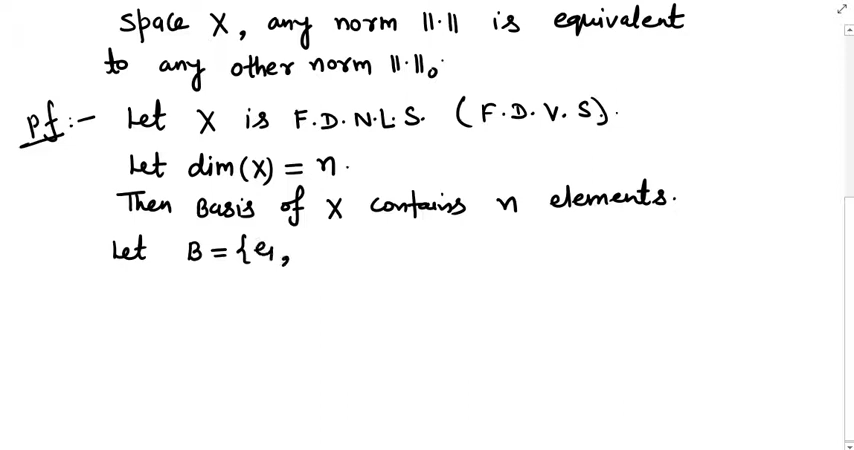 space X, any norm ||·|| is equivalent
to any other norm ||·||₀.
Pf:- Let X is F.D.N.L.S. (F.D.V.S).
Let dim(X) = n.
Then Basis of X contains n elements.
Let B = {e₁,